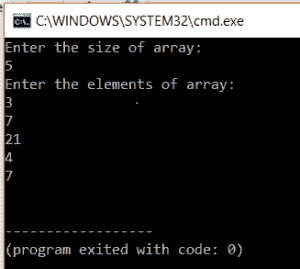 C:\WINDOWS\SYSTEM32\cmd.exe
Enter the size of array:
5
Enter the elements of array:
3
7
21
4
7
------------------
(program exited with code: 0)